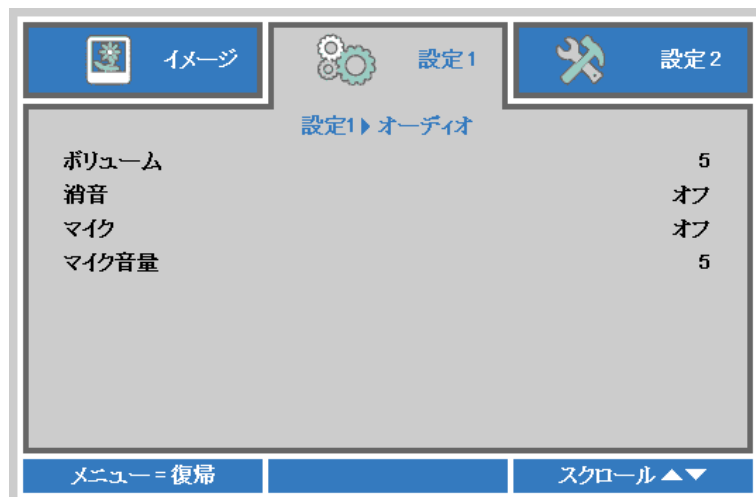 イメージ
設定1
設定2
設定1▶オーディオ
ボリューム 5
消音 オフ
マイク オフ
マイク音量 5
メニュー = 復帰
スクロール ▲▼